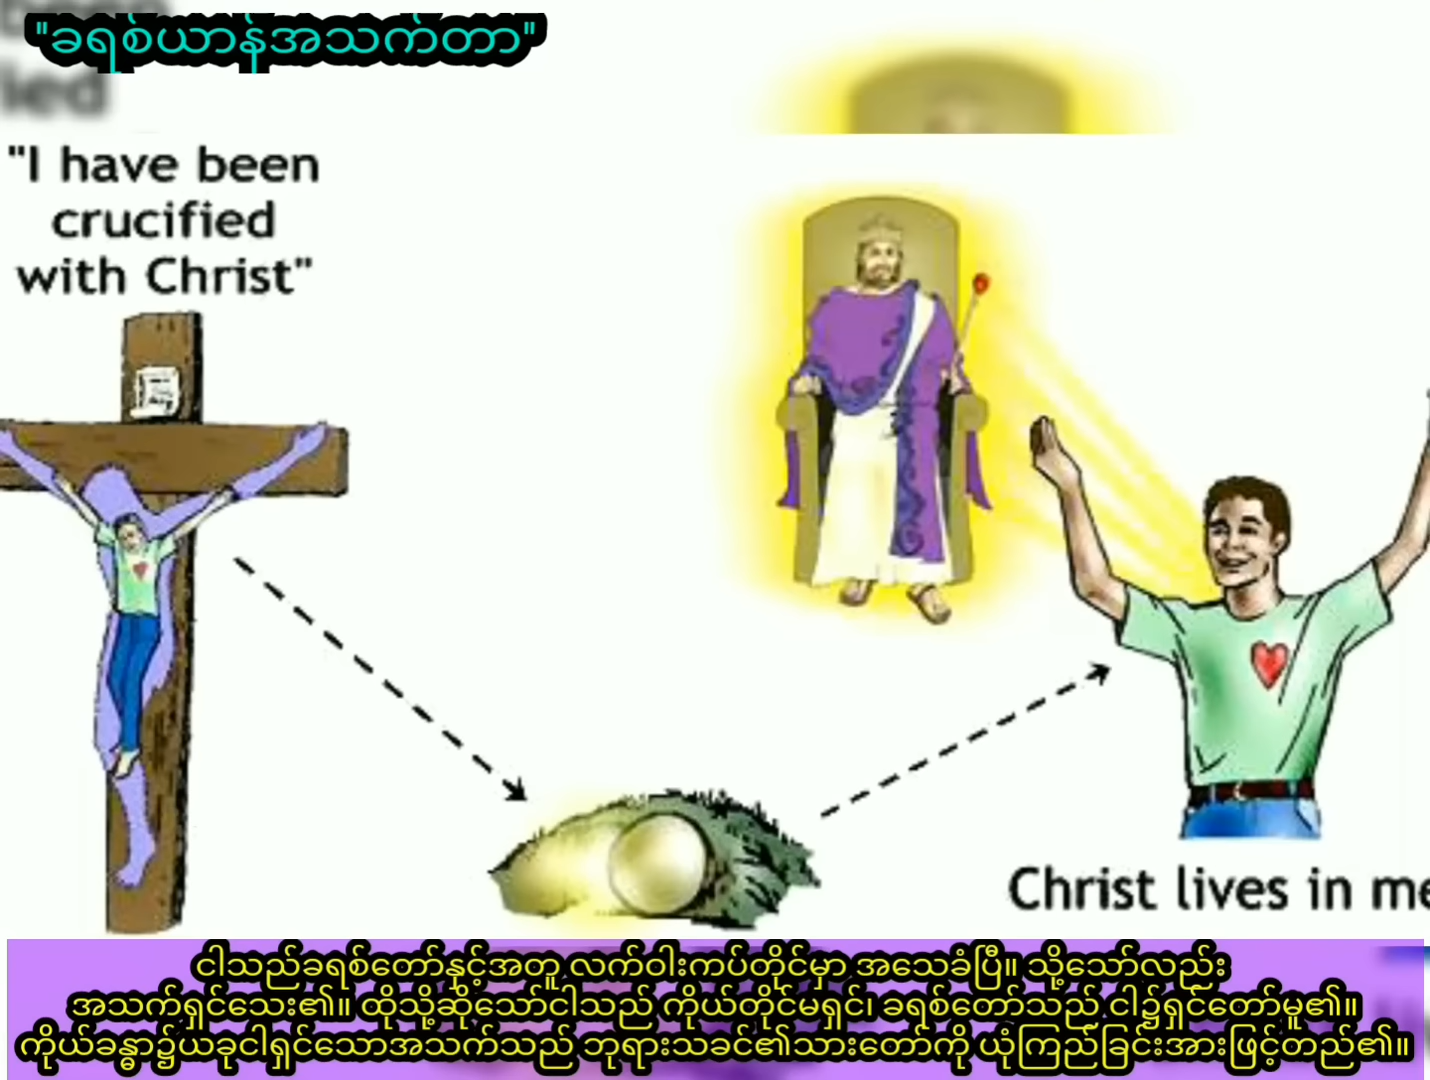 "ခရစ်ယာန်အသက်တာ"
"I have been
crucified
with Christ"
Christ lives in me
ငါသည်ခရစ်တော်နှင့်အတူ လက်ဝါးကပ်တိုင်မှာ အသေခံပြီ။ သို့သော်လည်း
အသက်ရှင်သေး၏။ ထိုသို့ဆိုသော်ငါသည် ကိုယ်တိုင်မရှင်၊ ခရစ်တော်သည် ငါ၌ရှင်တော်မူ၏။
ကိုယ်ခန္ဓာ၌ယခုငါရှင်သောအသက်သည် ဘုရားသခင်၏သားတော်ကို ယုံကြည်ခြင်းအားဖြင့်တည်၏။